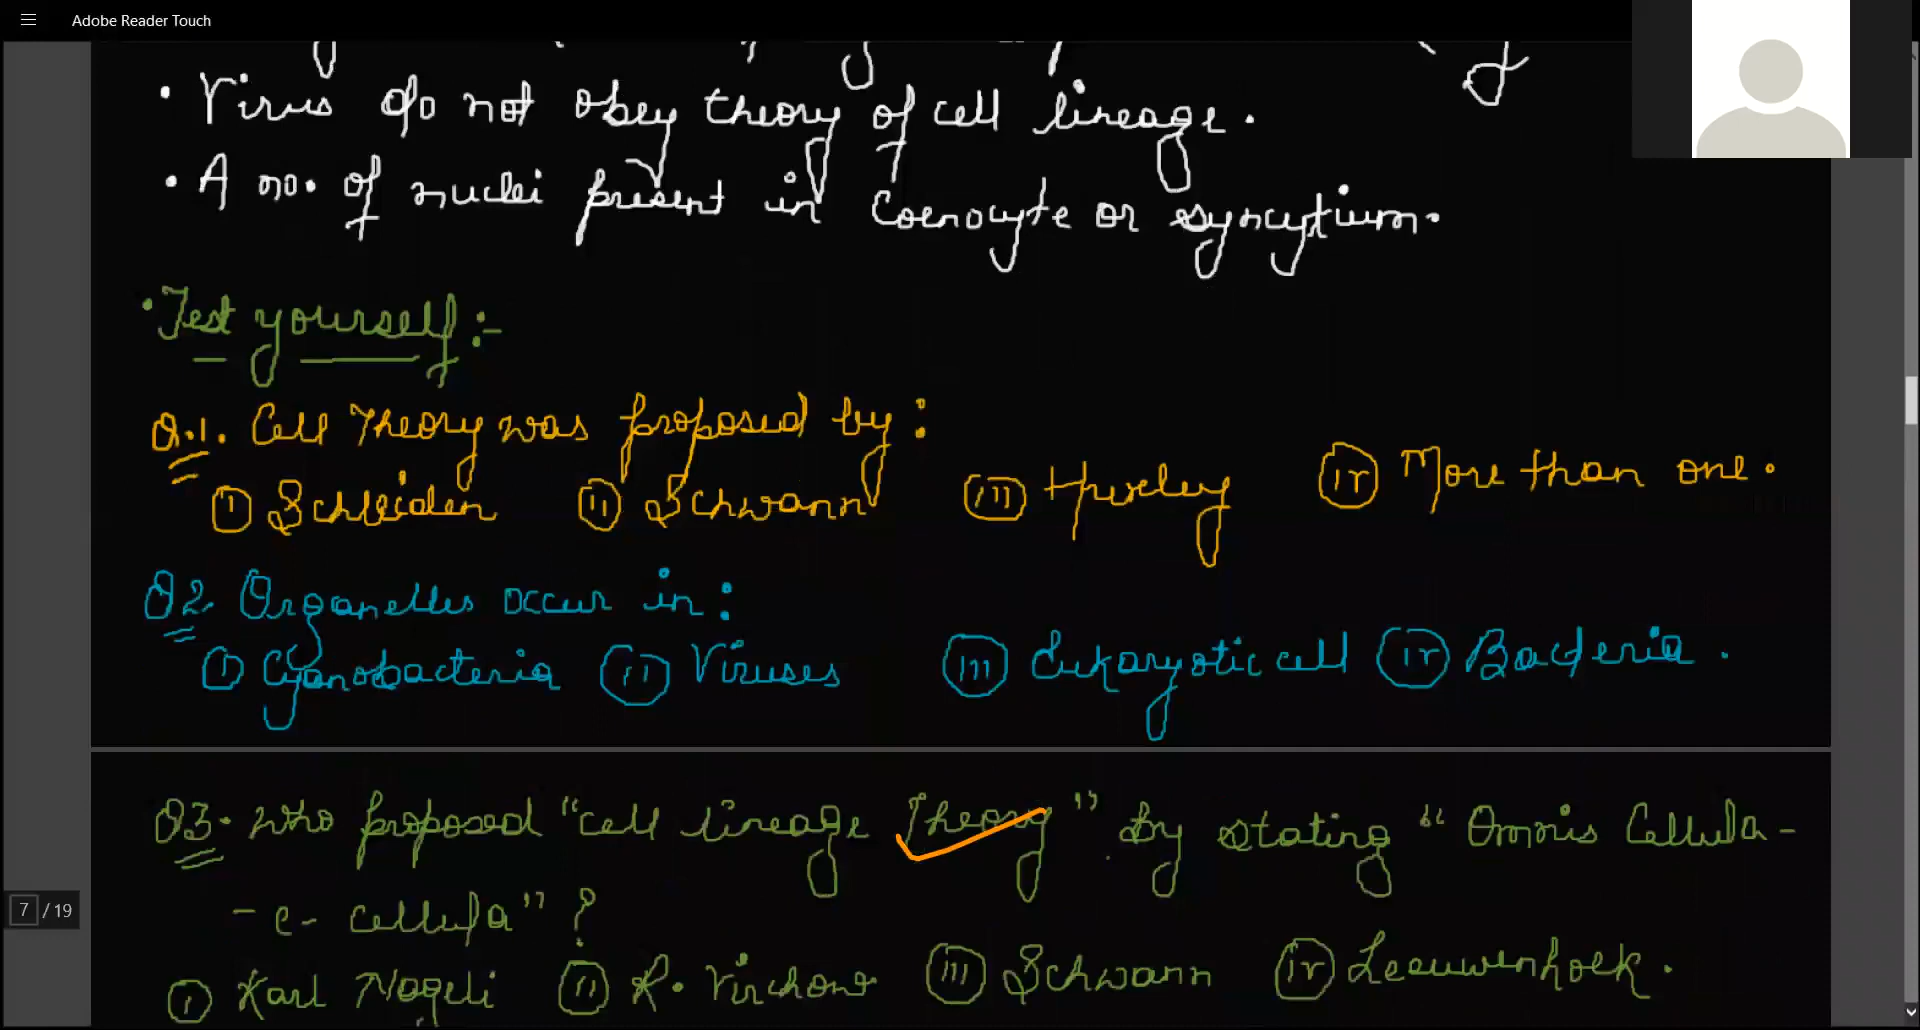 Adobe Reader Touch
• Virus do not obey theory of cell lineage.
• A no. of nuclei present in Coenocyte or syncytium.
• Test yourself :-
Q.1. Cell Theory was proposed by :
(i) Schleiden (ii) Schwann (iii) Huxley (iv) More than one.
Q2. Organelles occur in :
(i) Cyanobacteria (ii) Viruses (iii) Eukaryotic cell (iv) Bacteria.
Q3. Who proposed "cell lineage Theory" by stating "Omnis Cellula-
-e- cellula" ?
(i) Karl Nageli (ii) R. Virchow (iii) Schwann (iv) Leeuwenhoek.
7 / 19